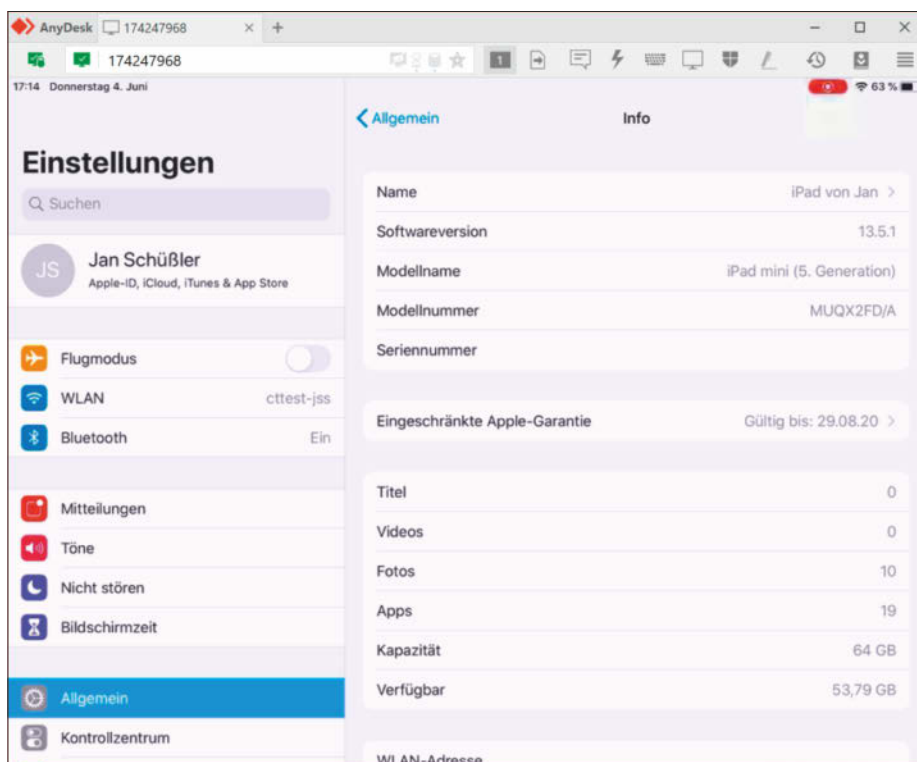 AnyDesk 174247968
174247968
1
17:14 Donnerstag 4. Juni
63 %
Einstellungen
Suchen
JS
Jan Schüßler
Apple-ID, iCloud, iTunes & App Store
Flugmodus
WLAN cttest-jss
Bluetooth Ein
Mitteilungen
Töne
Nicht stören
Bildschirmzeit
Allgemein
Kontrollzentrum
Allgemein Info
Name iPad von Jan
Softwareversion 13.5.1
Modellname iPad mini (5. Generation)
Modellnummer MUQX2FD/A
Seriennummer
Eingeschränkte Apple-Garantie Gültig bis: 29.08.20
Titel 0
Videos 0
Fotos 10
Apps 19
Kapazität 64 GB
Verfügbar 53,79 GB
WLAN-Adresse